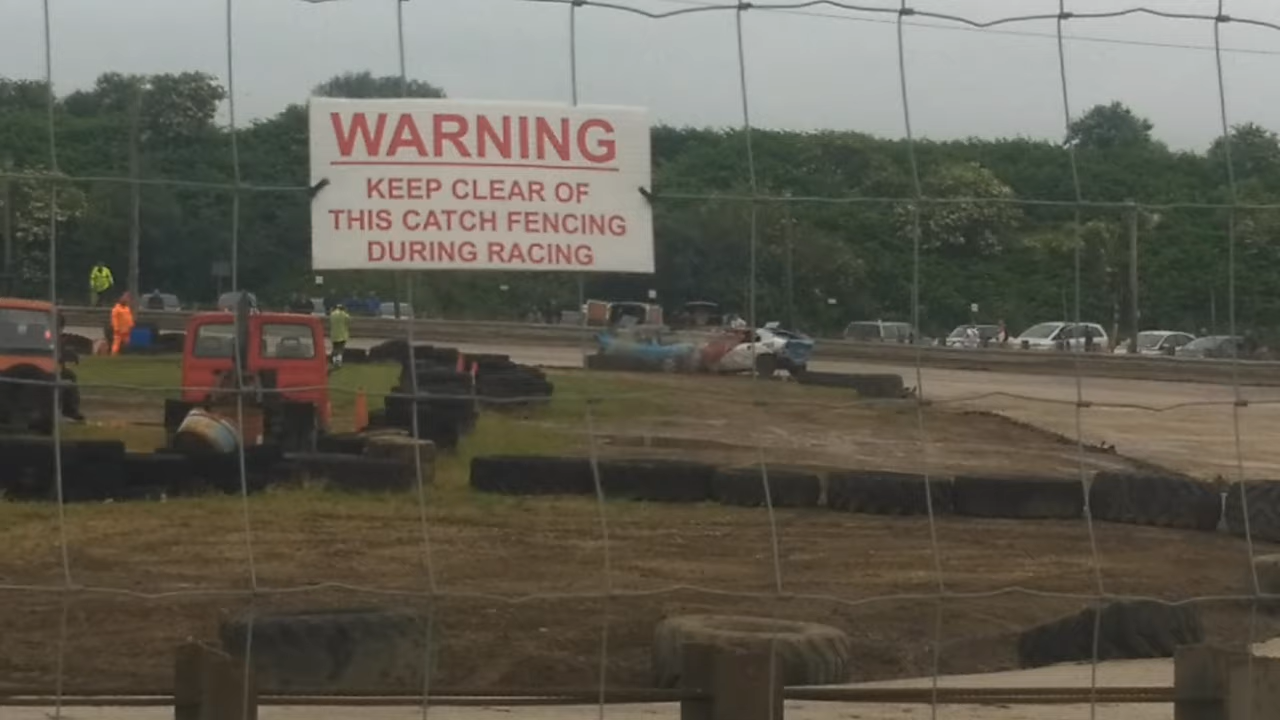 WARNING
KEEP CLEAR OF
THIS CATCH FENCING
DURING RACING